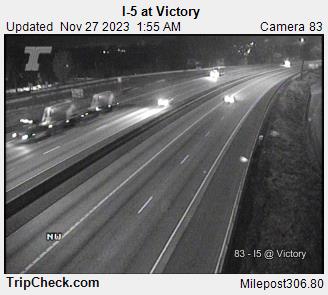 I-5 at Victory
Updated Nov 27 2023 1:55 AM Camera 83
T
NW
83 - I5 @ Victory
TripCheck.com Milepost306.80